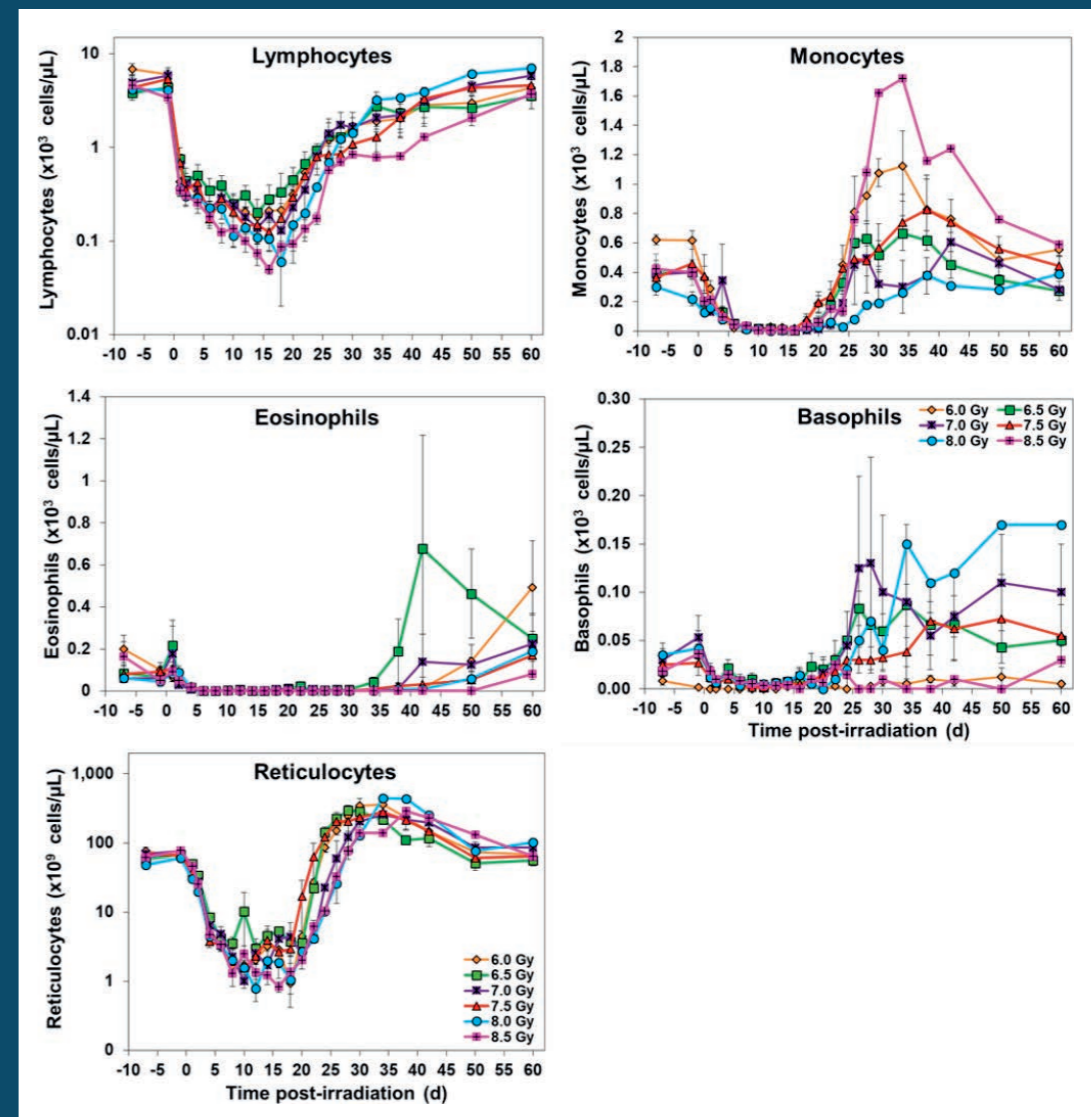 Lymphocytes
Lymphocytes (x10³ cells/µL)
10
1
0.1
0.01
-10 -5 0 5 10 15 20 25 30 35 40 45 50 55 60
Monocytes
Monocytes (x10³ cells/µL)
2
1.8
1.6
1.4
1.2
1
0.8
0.6
0.4
0.2
0
-10 -5 0 5 10 15 20 25 30 35 40 45 50 55 60
Eosinophils
Eosinophils (x10³ cells/µL)
1.4
1.2
1
0.8
0.6
0.4
0.2
0
-10 -5 0 5 10 15 20 25 30 35 40 45 50 55 60
Basophils
Basophils (x10³ cells/µL)
0.30
0.25
0.20
0.15
0.10
0.05
0.00
6.0 Gy 6.5 Gy
7.0 Gy 7.5 Gy
8.0 Gy 8.5 Gy
-10 -5 0 5 10 15 20 25 30 35 40 45 50 55 60
Time post-irradiation (d)
Reticulocytes
Reticulocytes (x10⁹ cells/µL)
1,000
100
10
1
0
6.0 Gy
6.5 Gy
7.0 Gy
7.5 Gy
8.0 Gy
8.5 Gy
-10 -5 0 5 10 15 20 25 30 35 40 45 50 55 60
Time post-irradiation (d)